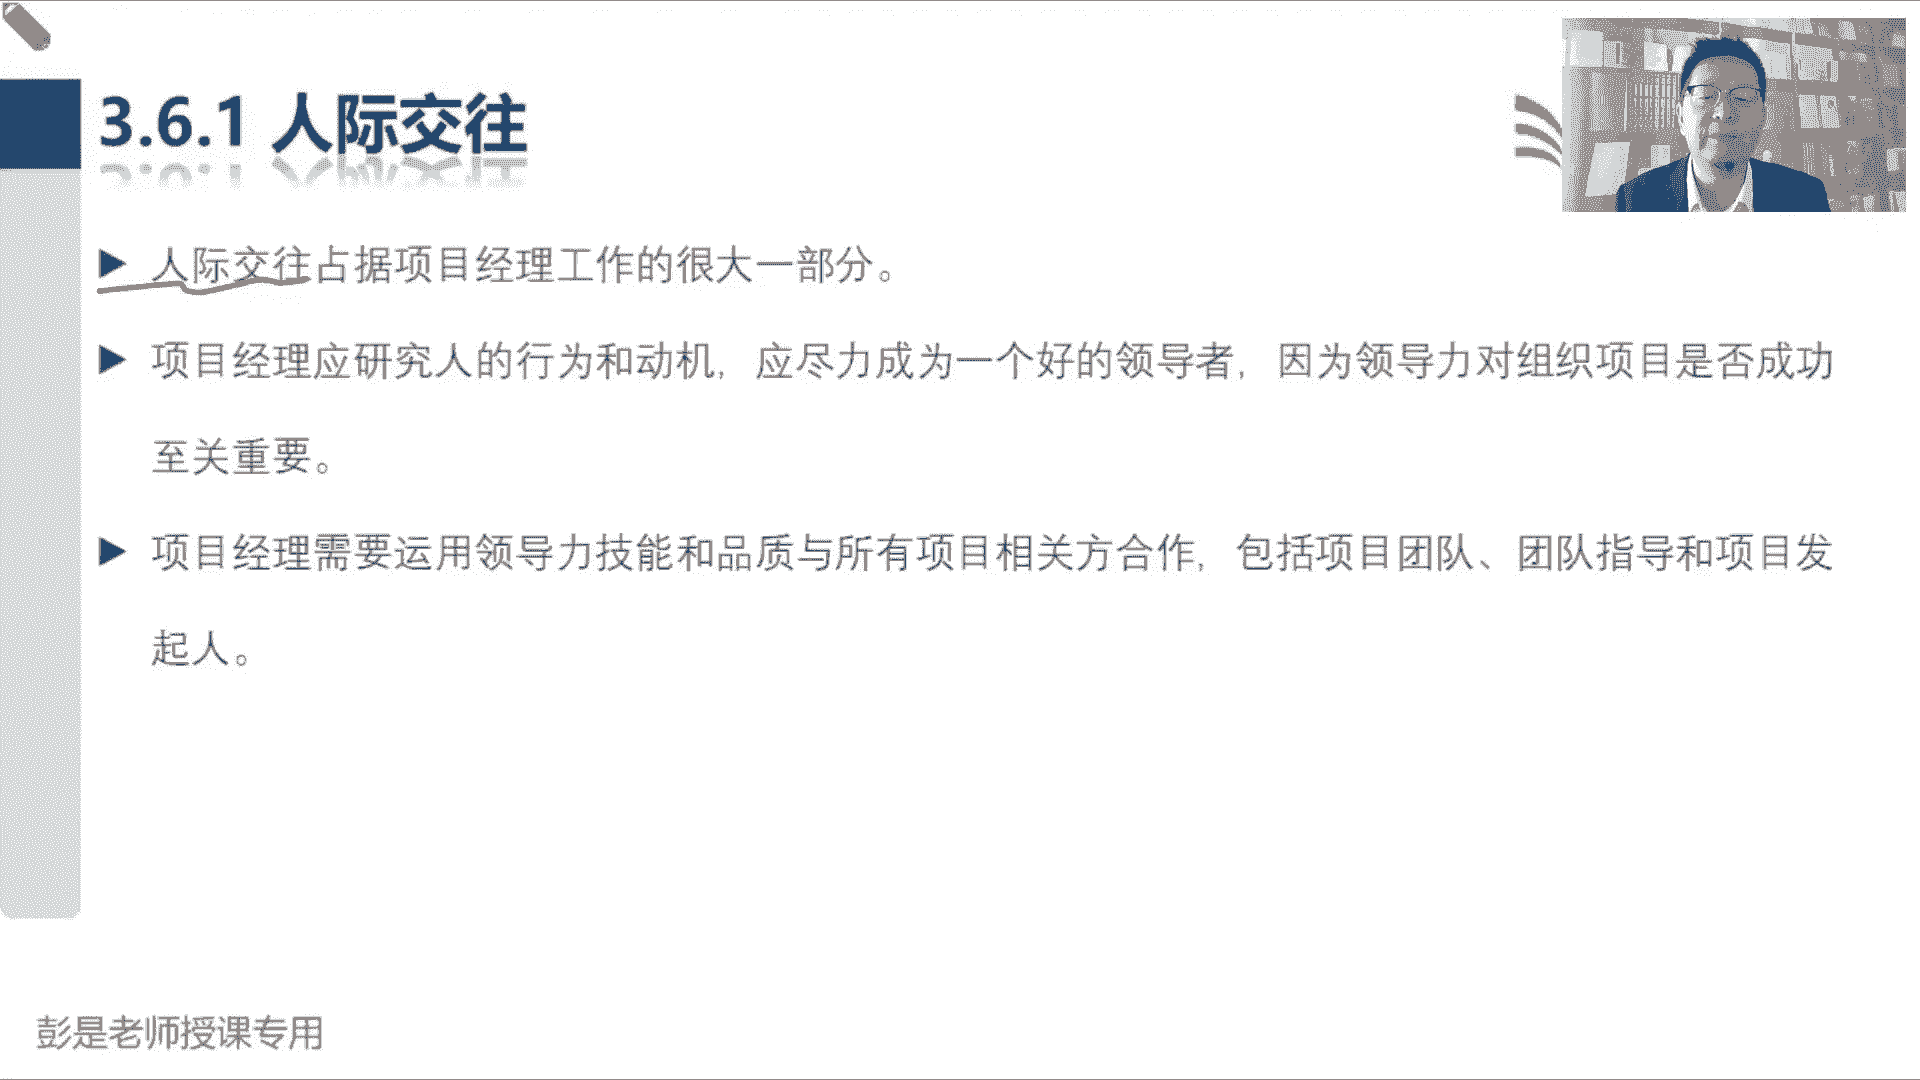 3.6.1 人际交往
人际交往占据项目经理工作的很大一部分。
项目经理应研究人的行为和动机，应尽力成为一个好的领导者，因为领导力对组织项目是否成功
至关重要。
项目经理需要运用领导力技能和品质与所有项目相关方合作，包括项目团队、团队指导和项目发
起人。
彭是老师授课专用